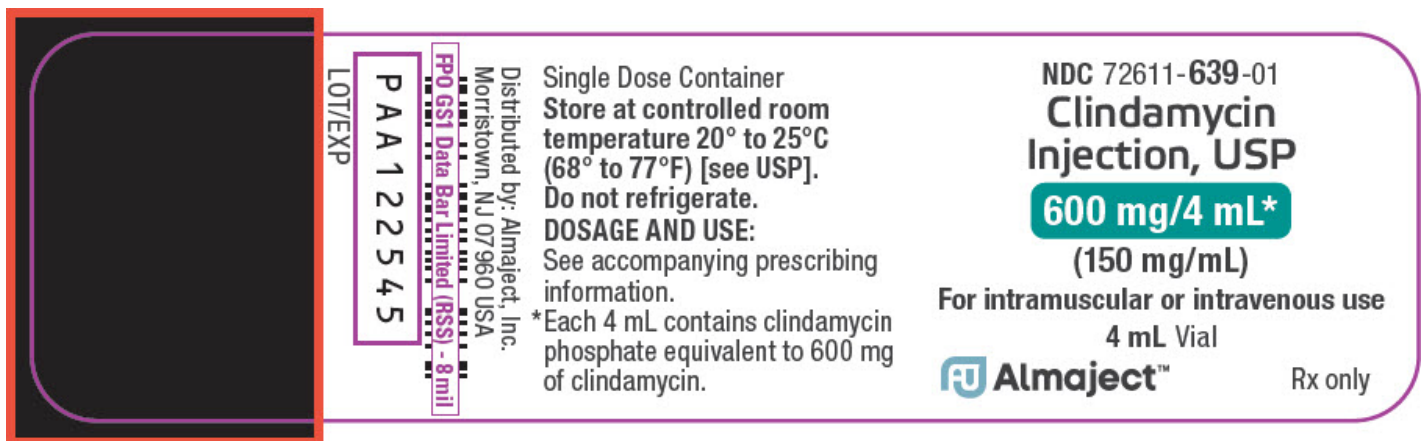 LOT/EXP
PAA122545
FPO GS1 Data Bar Limited (RSS) - 8 mil
Distributed by: Almaject, Inc.
Morristown, NJ 07960 USA
Single Dose Container
Store at controlled room
temperature 20° to 25°C
(68° to 77°F) [see USP].
Do not refrigerate.
DOSAGE AND USE:
See accompanying prescribing
information.
*Each 4 mL contains clindamycin
phosphate equivalent to 600 mg
of clindamycin.
NDC 72611-639-01
Clindamycin
Injection, USP
600 mg/4 mL*
(150 mg/mL)
For intramuscular or intravenous use
4 mL Vial
Almaject™
Rx only